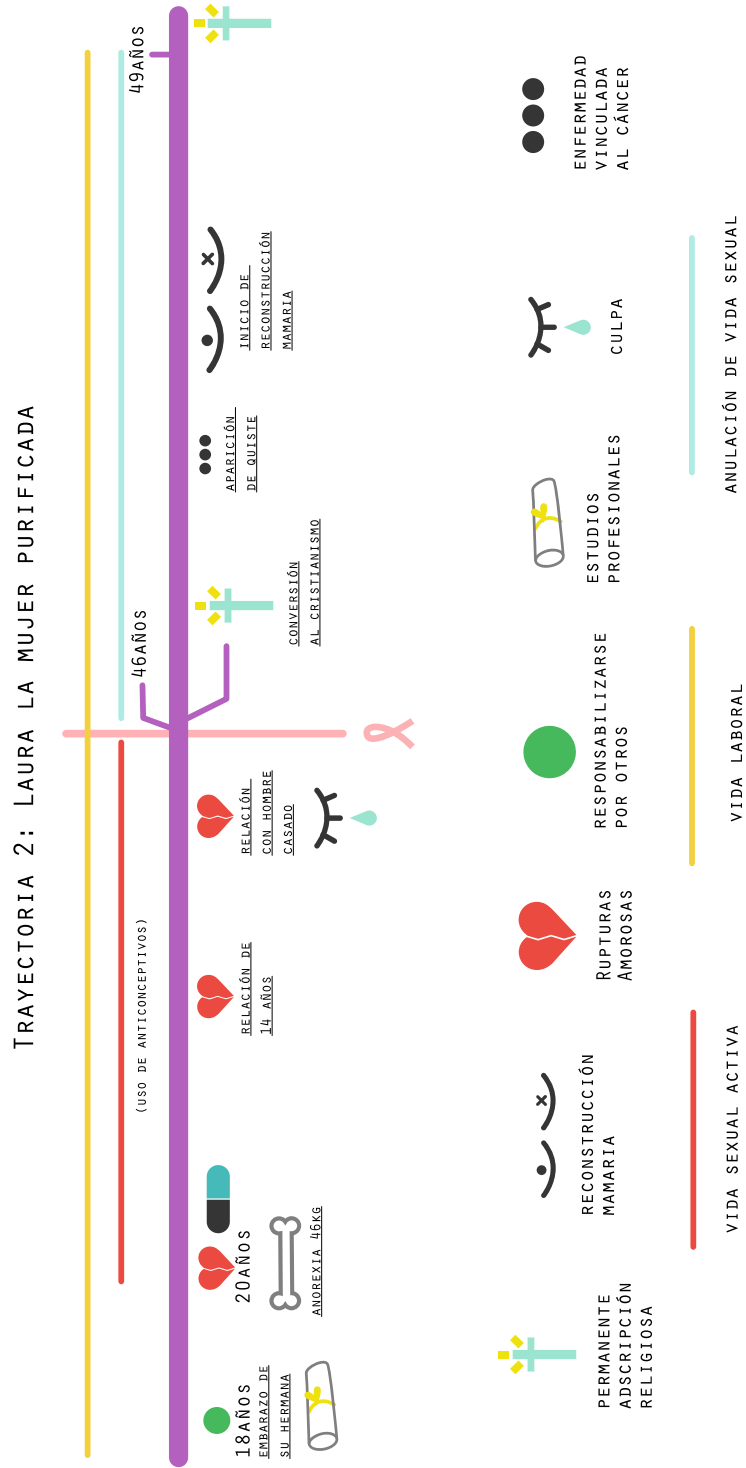 TRAYECTORIA 2: LAURA LA MUJER PURIFICADA
46AÑOS
49AÑOS
(USO DE ANTICONCEPTIVOS)
18AÑOS
EMBARAZO DE
SU HERMANA
20AÑOS
ANOREXIA 46KG
RELACIÓN DE
14 AÑOS
RELACIÓN
CON HOMBRE
CASADO
CONVERSIÓN
AL CRISTIANISMO
APARICIÓN
DE QUISTE
INICIO DE
RECONSTRUCCIÓN
MAMARIA
PERMANENTE
ADSCRIPCIÓN
RELIGIOSA
RECONSTRUCCIÓN
MAMARIA
RUPTURAS
AMOROSAS
RESPONSABILIZARSE
POR OTROS
ESTUDIOS
PROFESIONALES
CULPA
ENFERMEDAD
VINCULADA
AL CÁNCER
VIDA SEXUAL ACTIVA
VIDA LABORAL
ANULACIÓN DE VIDA SEXUAL